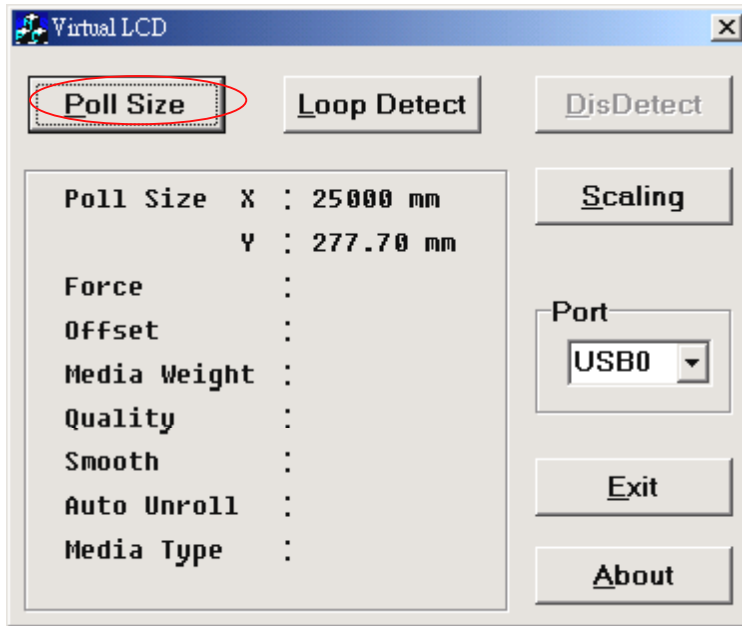 Virtual LCD
Poll Size
Loop Detect
DisDetect
Poll Size X : 25000 mm
Y : 277.70 mm
Force :
Offset :
Media Weight :
Quality :
Smooth :
Auto Unroll :
Media Type :
Scaling
Port
USB0
Exit
About